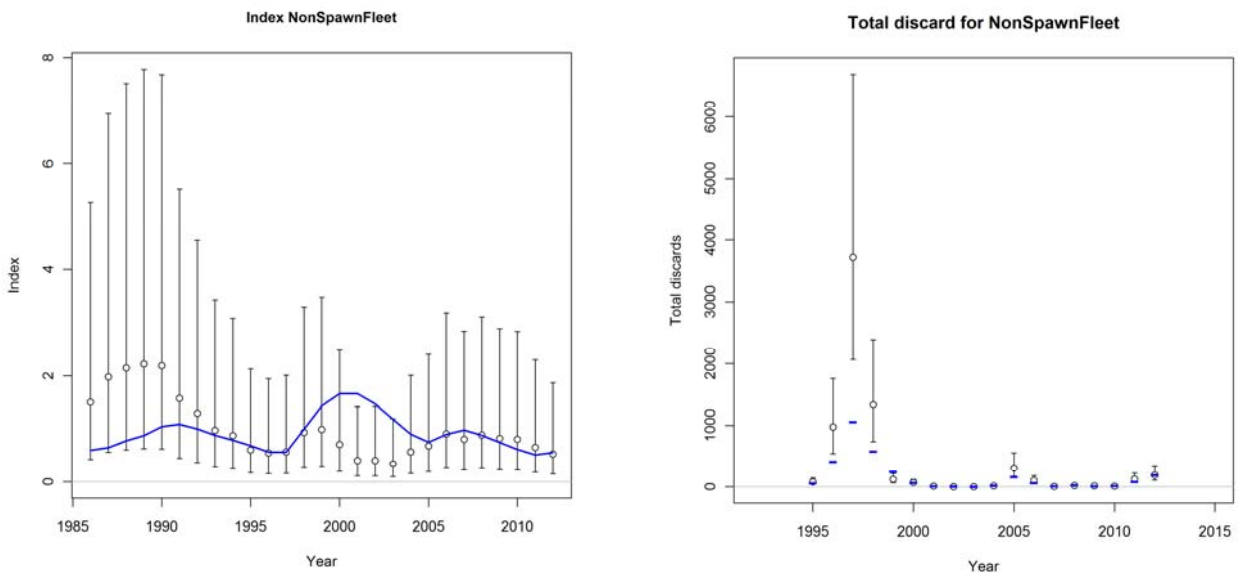 Index NonSpawnFleet
8
6
4
2
0
Index
1985 1990 1995 2000 2005 2010
Year
Total discard for NonSpawnFleet
6000
5000
4000
3000
2000
1000
0
Total discards
1995 2000 2005 2010 2015
Year